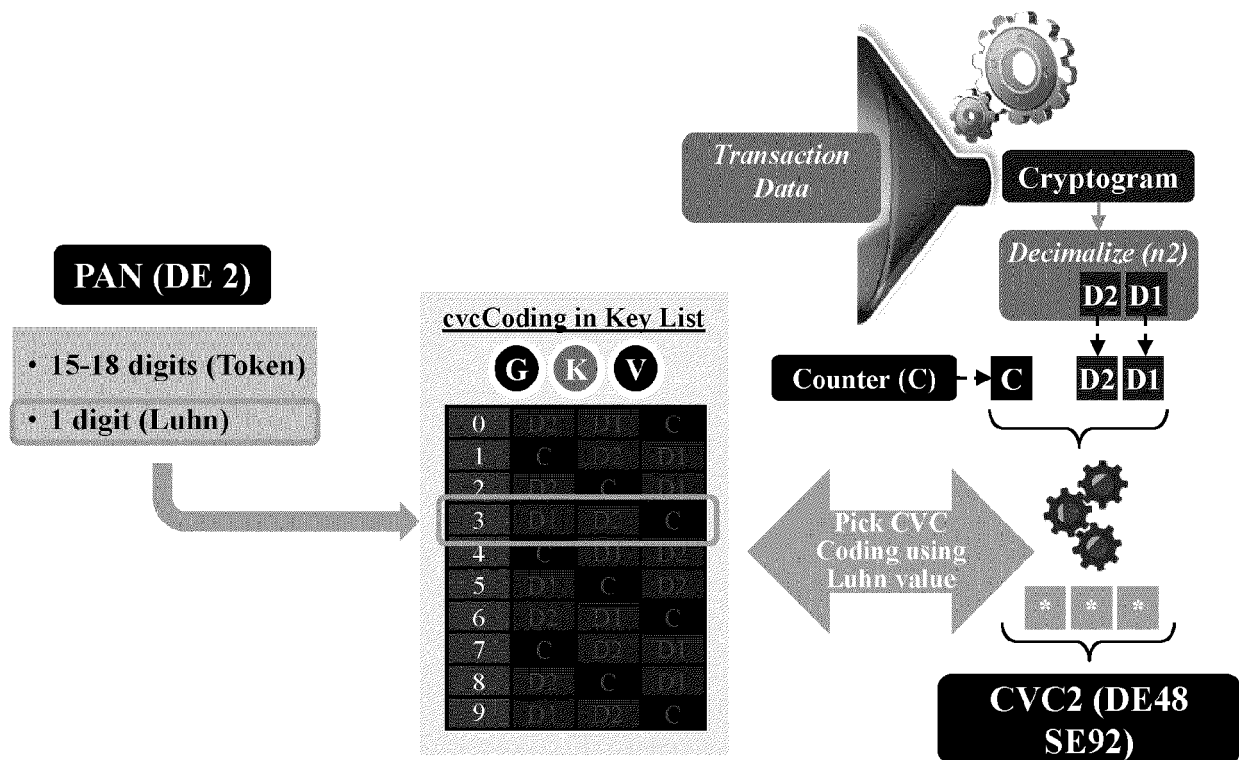 Transaction
Data
Cryptogram
Decimalize (n2)
D2 D1
PAN (DE 2)
• 15-18 digits (Token)
• 1 digit (Luhn)
cvcCoding in Key List
G K V
0 D2 D1 C
1 C D2 D1
2 D2 C D1
3 D1 D2 C
4 C D1 D2
5 D1 C D2
6 D2 D1 C
7 C D2 D1
8 D2 C D1
9 D1 D2 C
Counter (C)
C D2 D1
Pick CVC
Coding using
Luhn value
* * *
CVC2 (DE48
SE92)